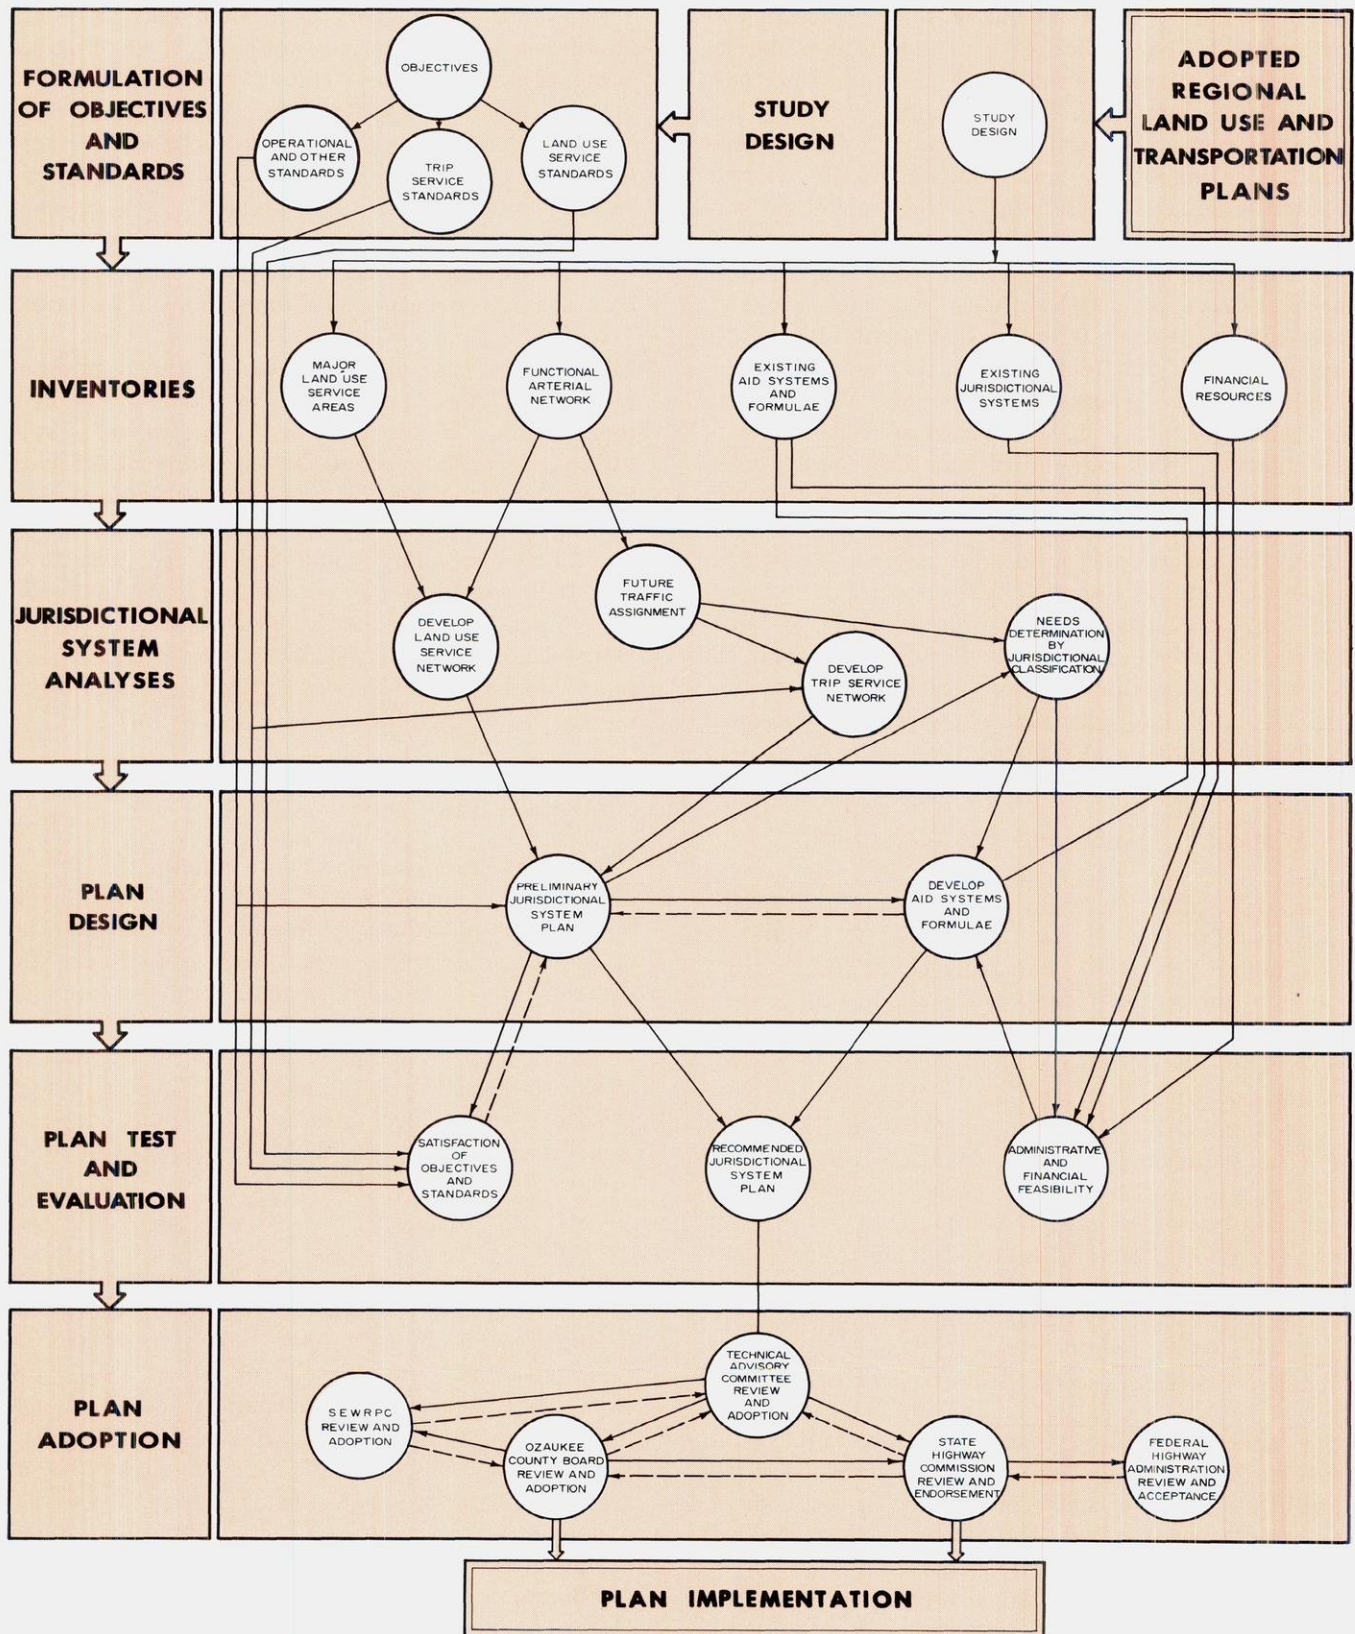 FORMULATION
OF OBJECTIVES
AND
STANDARDS
OBJECTIVES
OPERATIONAL
AND OTHER
STANDARDS
TRIP
SERVICE
STANDARDS
LAND USE
SERVICE
STANDARDS
STUDY
DESIGN
STUDY
DESIGN
ADOPTED
REGIONAL
LAND USE AND
TRANSPORTATION
PLANS
INVENTORIES
MAJOR
LAND USE
SERVICE
AREAS
FUNCTIONAL
ARTERIAL
NETWORK
EXISTING
AID SYSTEMS
AND
FORMULAE
EXISTING
JURISDICTIONAL
SYSTEMS
FINANCIAL
RESOURCES
JURISDICTIONAL
SYSTEM
ANALYSES
DEVELOP
LAND USE
SERVICE
NETWORK
FUTURE
TRAFFIC
ASSIGNMENT
DEVELOP
TRIP SERVICE
NETWORK
NEEDS
DETERMINATION
BY
JURISDICTIONAL
CLASSIFICATION
PLAN
DESIGN
PRELIMINARY
JURISDICTIONAL
SYSTEM
PLAN
DEVELOP
AID SYSTEMS
AND
FORMULAE
PLAN TEST
AND
EVALUATION
SATISFACTION
OF
OBJECTIVES
AND
STANDARDS
RECOMMENDED
JURISDICTIONAL
SYSTEM
PLAN
ADMINISTRATIVE
AND
FINANCIAL
FEASIBILITY
PLAN
ADOPTION
SEWRPC
REVIEW AND
ADOPTION
OZAUKEE
COUNTY BOARD
REVIEW AND
ADOPTION
TECHNICAL
ADVISORY
COMMITTEE
REVIEW
AND
ADOPTION
STATE
HIGHWAY
COMMISSION
REVIEW AND
ENDORSEMENT
FEDERAL
HIGHWAY
ADMINISTRATION
REVIEW AND
ACCEPTANCE
PLAN IMPLEMENTATION